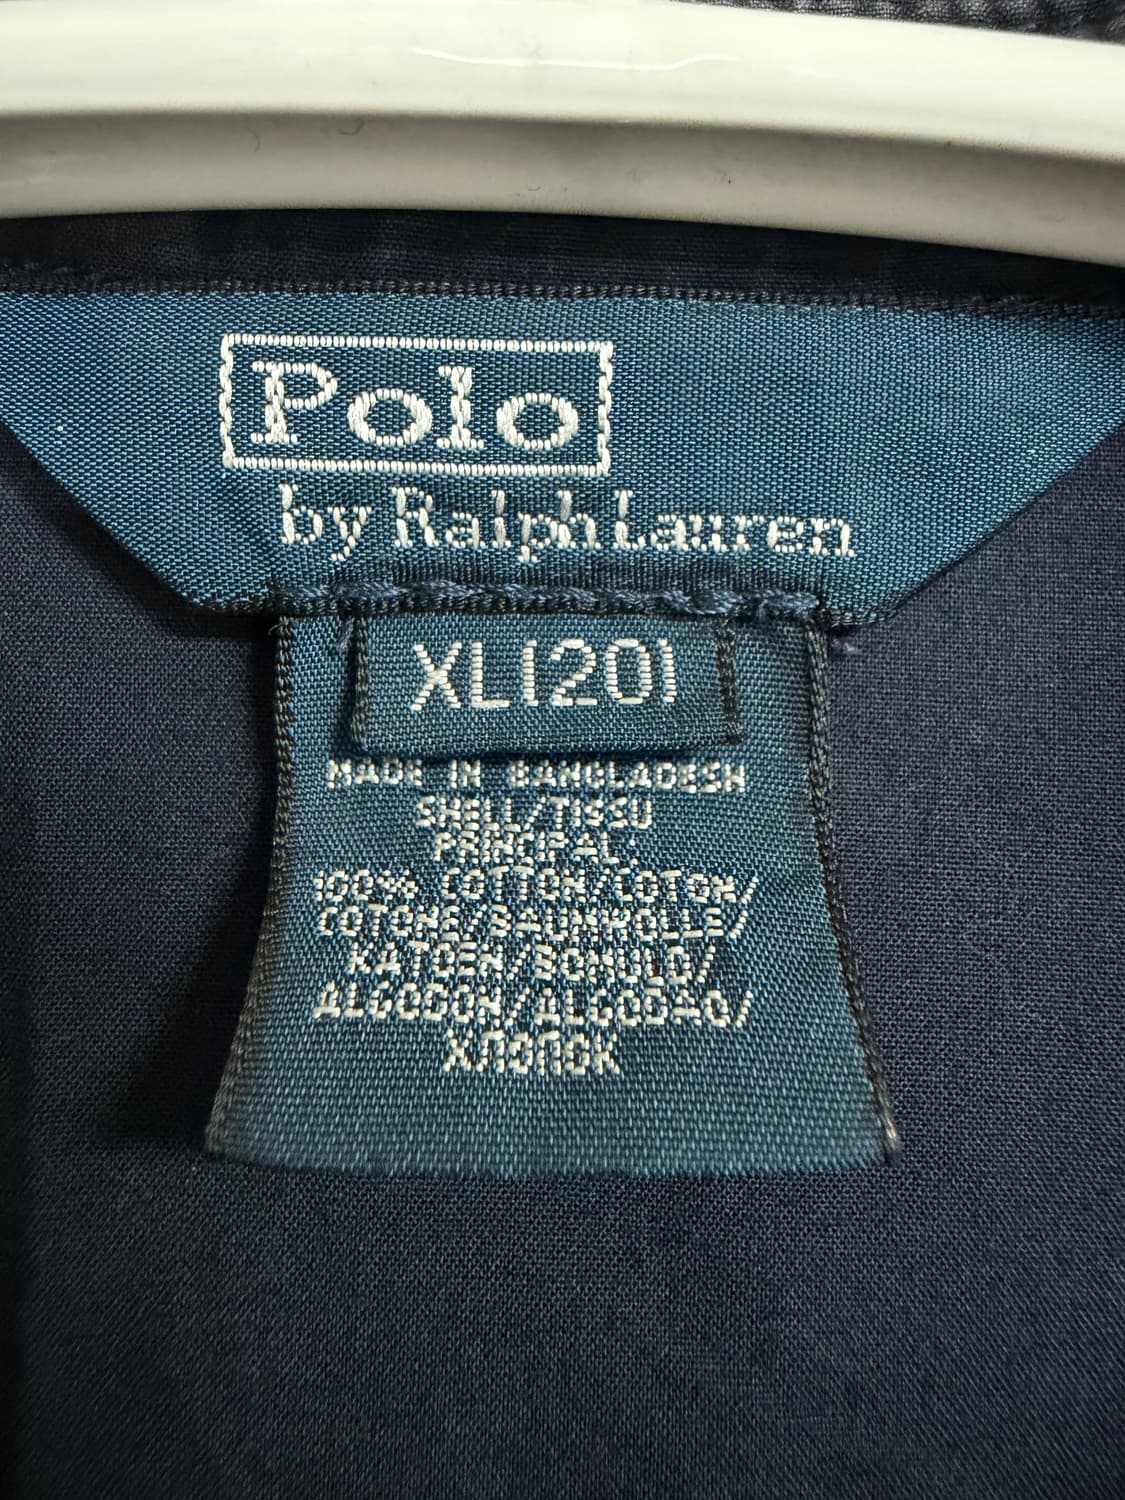 Polo
by Ralph Lauren
XL(20)
MADE IN BANGLADESH
SHELL/TISSU
PRINCIPAL:
100% COTTON/COTON/
COTONE/BAUMWOLLE/
KATOEN/BOMULD/
ALGODON/ALGODAO/
ХЛОПОК